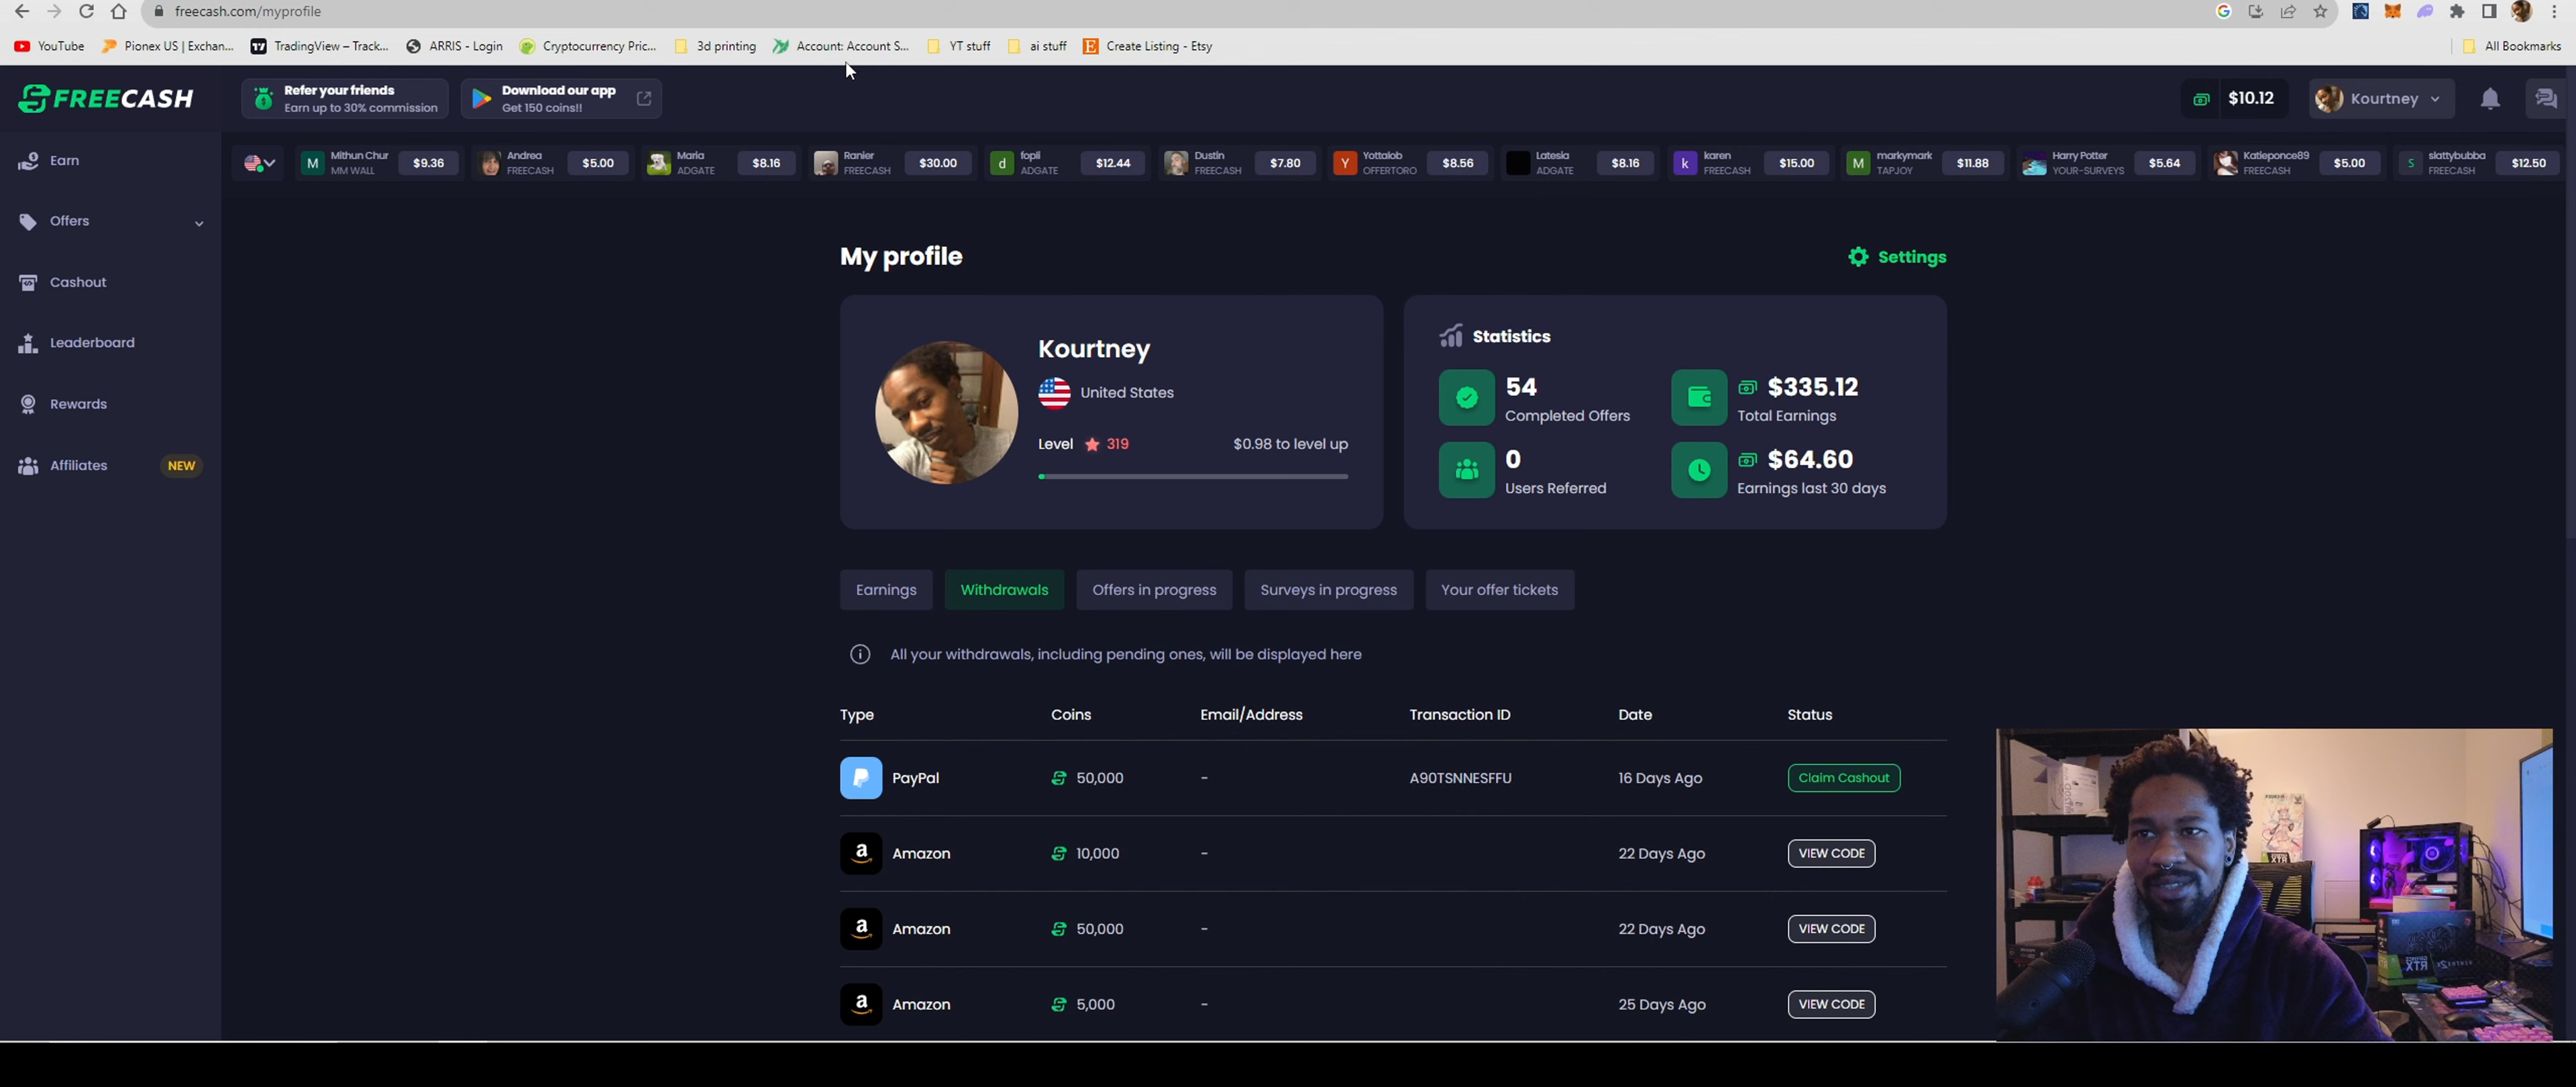 freecash.com/myprofile
YouTube Pionex US | Exchan... TradingView – Track... ARRIS - Login Cryptocurrency Pric... 3d printing Account: Account S... YT stuff ai stuff Create Listing - Etsy All Bookmarks
FREECASH
Refer your friends
Earn up to 30% commission
Download our app
Get 150 coins!!
$10.12
Kourtney
Mithun Chur
MM WALL
$9.36
Andrea
FREECASH
$5.00
Maria
ADGATE
$8.16
Ranier
FREECASH
$30.00
d
fopli
ADGATE
$12.44
Dustin
FREECASH
$7.80
Y
Yottalob
OFFERTORO
$8.56
Latesia
ADGATE
$8.16
k
karen
FREECASH
$15.00
M
markymark
TAPJOY
$11.88
Harry Potter
YOUR-SURVEYS
$5.64
Katleponce89
FREECASH
$5.00
S
slattybubba
FREECASH
$12.50
Earn
Offers
Cashout
Leaderboard
Rewards
Affiliates NEW
My profile
Settings
Kourtney
United States
Level 319 $0.98 to level up
Statistics
54
Completed Offers
$335.12
Total Earnings
0
Users Referred
$64.60
Earnings last 30 days
Earnings Withdrawals Offers in progress Surveys in progress Your offer tickets
All your withdrawals, including pending ones, will be displayed here
Type Coins Email/Address Transaction ID Date Status
PayPal 50,000 - A90TSNNESFFU 16 Days Ago Claim Cashout
Amazon 10,000 - 22 Days Ago VIEW CODE
Amazon 50,000 - 22 Days Ago VIEW CODE
Amazon 5,000 - 25 Days Ago VIEW CODE